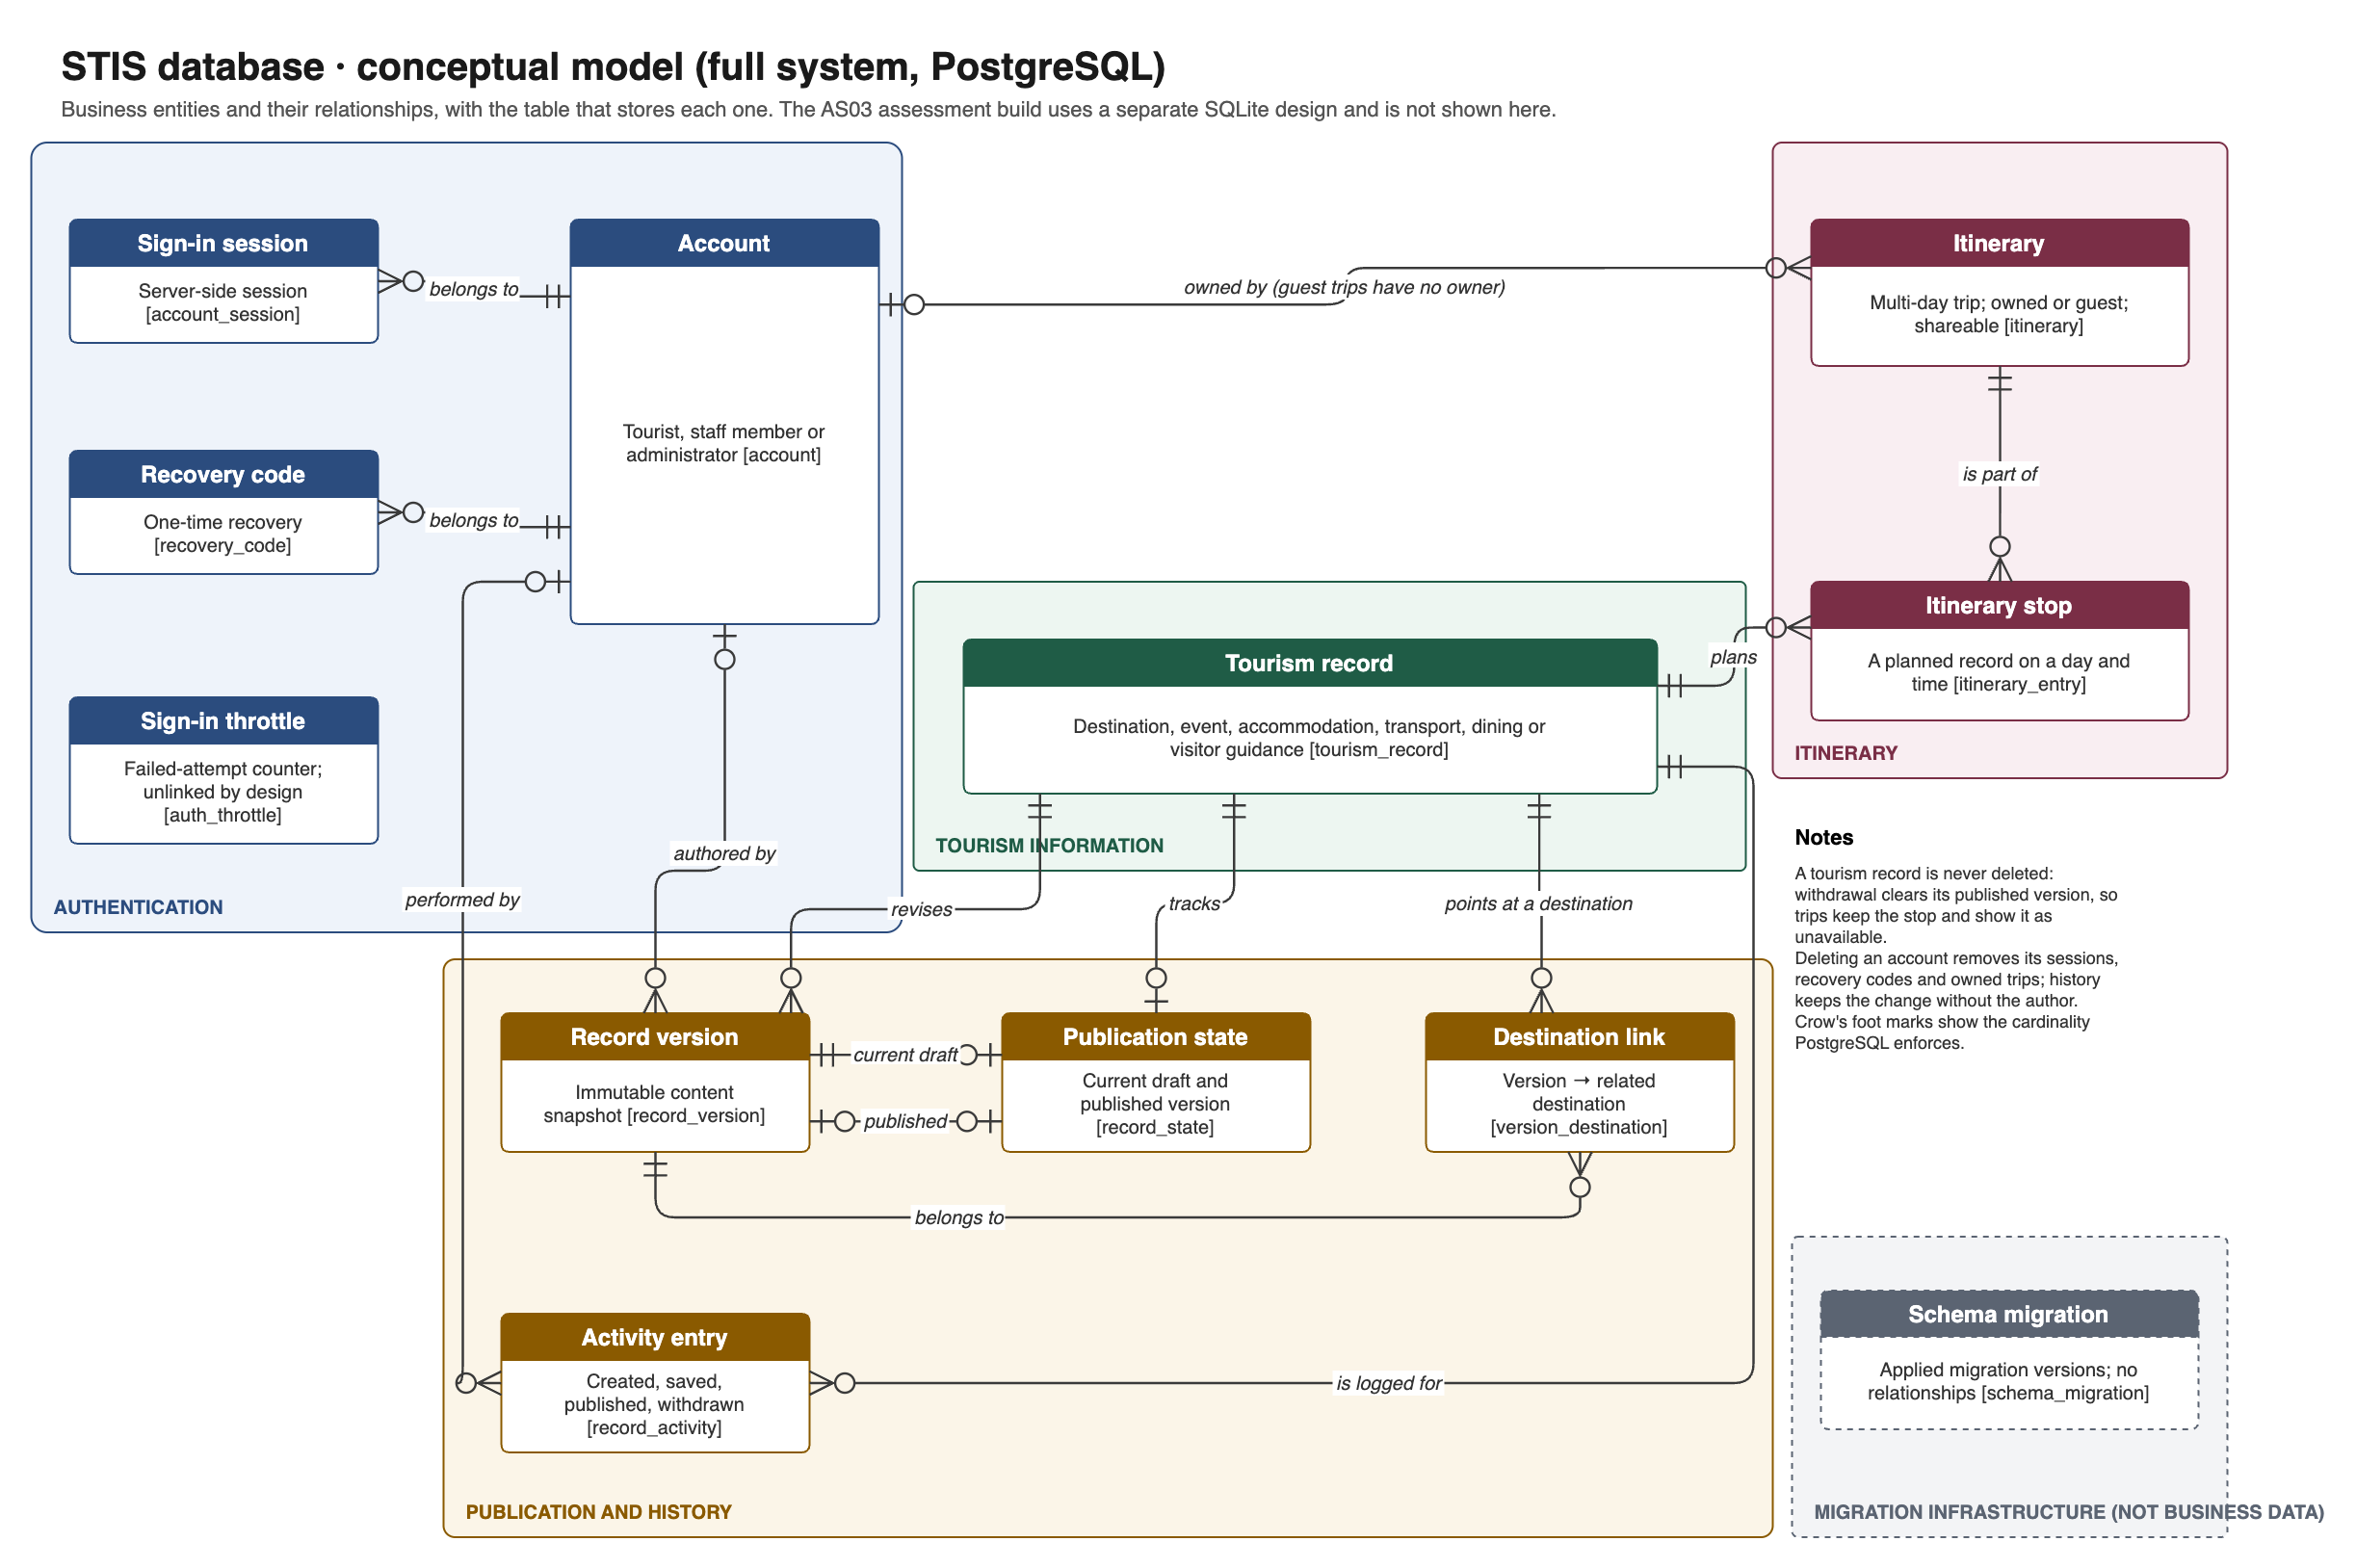 STIS database · conceptual model (full system, PostgreSQL)
Business entities and their relationships, with the table that stores each one. The AS03 assessment build uses a separate SQLite design and is not shown here.
Sign-in session
Server-side session
[account_session]
belongs to
Account
Tourist, staff member or
administrator [account]
owned by (guest trips have no owner)
Itinerary
Multi-day trip; owned or guest;
shareable [itinerary]
is part of
Recovery code
One-time recovery
[recovery_code]
belongs to
Itinerary stop
A planned record on a day and
time [itinerary_entry]
ITINERARY
plans
Tourism record
Destination, event, accommodation, transport, dining or
visitor guidance [tourism_record]
TOURISM INFORMATION
Sign-in throttle
Failed-attempt counter;
unlinked by design
[auth_throttle]
AUTHENTICATION
performed by
authored by
revises
tracks
points at a destination
Notes
A tourism record is never deleted:
withdrawal clears its published version, so
trips keep the stop and show it as
unavailable.
Deleting an account removes its sessions,
recovery codes and owned trips; history
keeps the change without the author.
Crow's foot marks show the cardinality
PostgreSQL enforces.
Record version
Immutable content
snapshot [record_version]
current draft
published
Publication state
Current draft and
published version
[record_state]
Destination link
Version → related
destination
[version_destination]
belongs to
Activity entry
Created, saved,
published, withdrawn
[record_activity]
is logged for
PUBLICATION AND HISTORY
Schema migration
Applied migration versions; no
relationships [schema_migration]
MIGRATION INFRASTRUCTURE (NOT BUSINESS DATA)